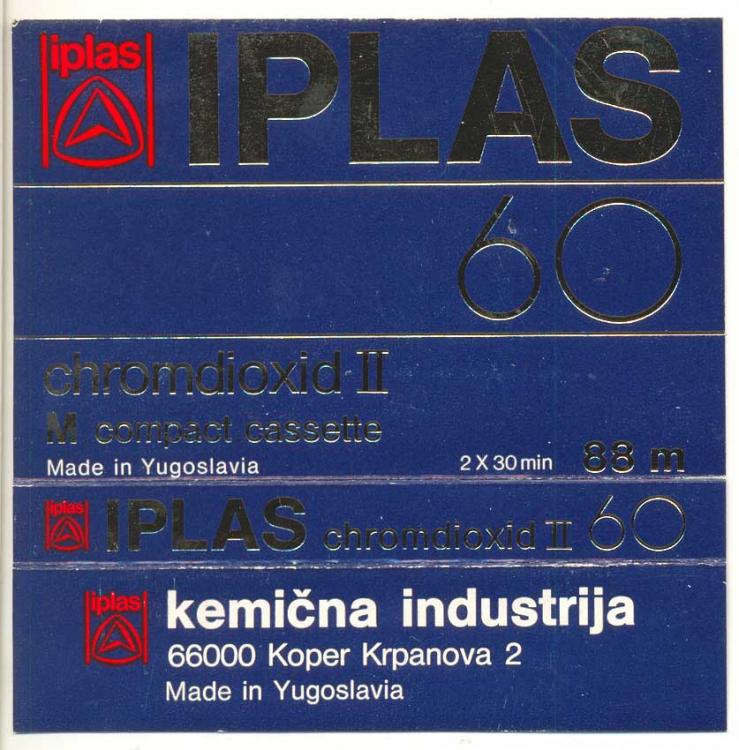 iplas IPLAS
60
chromdioxid II
M compact cassette
Made in Yugoslavia 2 X 30 min 88 m
iplas IPLAS chromdioxid II 60
iplas kemična industrija
66000 Koper Krpanova 2
Made in Yugoslavia